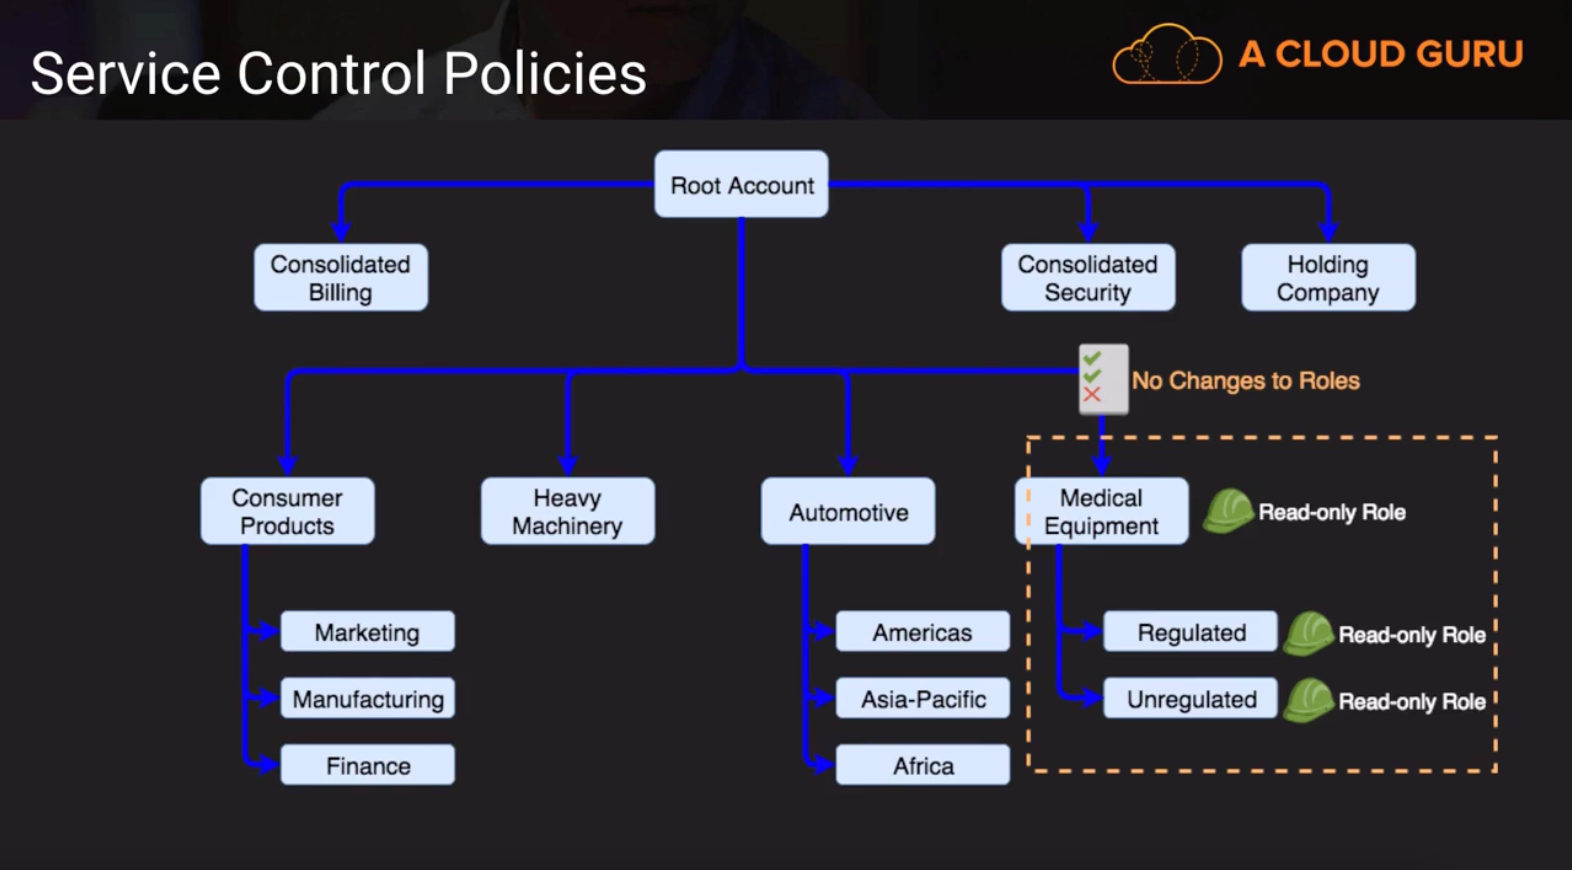 Service Control Policies
A CLOUD GURU
Root Account
Consolidated
Billing
Consolidated
Security
Holding
Company
No Changes to Roles
Consumer
Products
Heavy
Machinery
Automotive
Medical
Equipment
Read-only Role
Marketing
Americas
Regulated
Read-only Role
Manufacturing
Asia-Pacific
Unregulated
Read-only Role
Finance
Africa